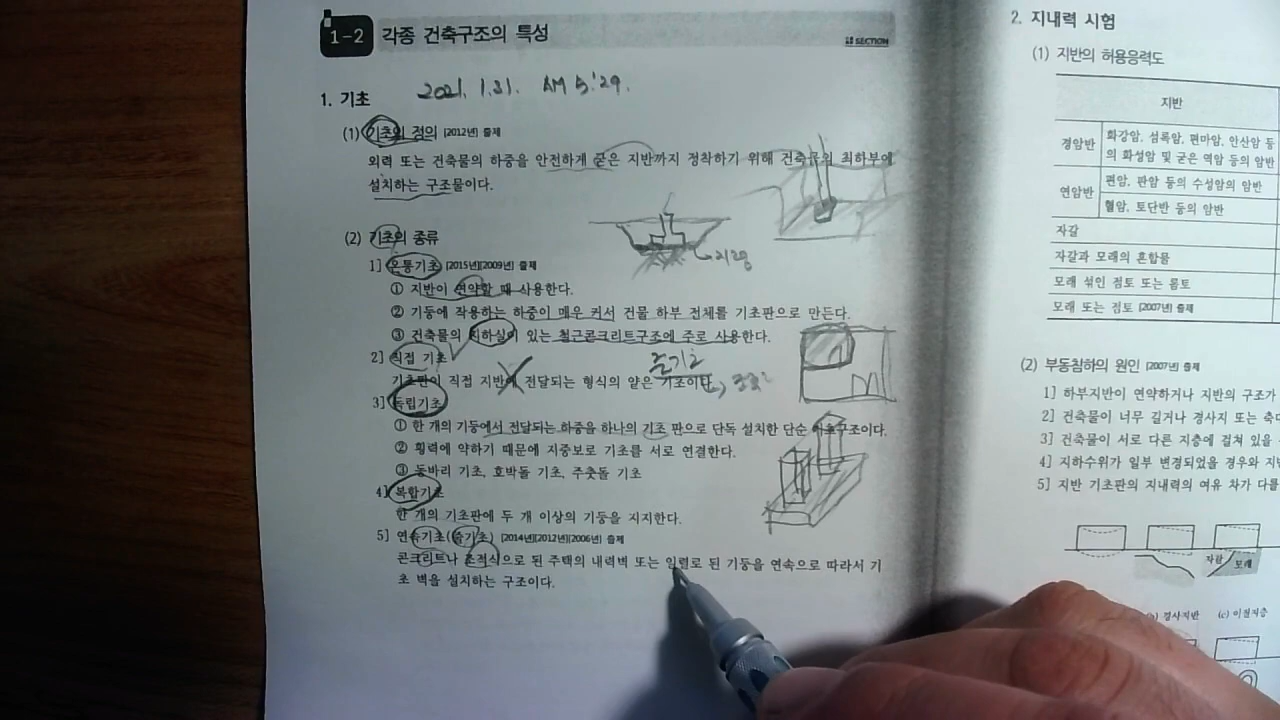 1-2 각종 건축구조의 특성
SECTION
1. 기초 2021. 1.31. AM 5:29.
(1) 기초의 정의 [2012년] 출제
외력 또는 건축물의 하중을 안전하게 굳은 지반까지 정착하기 위해 건축물의 최하부에
설치하는 구조물이다.
(2) 기초의 종류
1] 온통기초 [2015년][2009년] 출제
① 지반이 연약할 때 사용한다.
② 기둥에 작용하는 하중이 매우 커서 건물 하부 전체를 기초판으로 만든다.
③ 건축물의 지하실이 있는 철근콘크리트구조에 주로 사용한다.
2] 직접 기초
줄기초
기초판이 직접 지반에 전달되는 형식의 얕은 기초이다.
3] 독립기초
① 한 개의 기둥에서 전달되는 하중을 하나의 기초 판으로 단독 설치한 단순 기초구조이다.
② 횡력에 약하기 때문에 지중보로 기초를 서로 연결한다.
③ 동바리 기초, 호박돌 기초, 주춧돌 기초
4] 복합기초
한 개의 기초판에 두 개 이상의 기둥을 지지한다.
5] 연속기초(줄기초) [2014년][2012년][2006년] 출제
콘크리트나 조적식으로 된 주택의 내력벽 또는 일렬로 된 기둥을 연속으로 따라서 기
초 벽을 설치하는 구조이다.
2. 지내력 시험
(1) 지반의 허용응력도
지반
경암반 화강암, 섬록암, 편마암, 안산암 등
의 화성암 및 굳은 역암 등의 암반
연암반 편암, 판암 등의 수성암의 암반
혈암, 토단반 등의 암반
자갈
자갈과 모래의 혼합물
모래 섞인 점토 또는 롬토
모래 또는 점토 [2007년] 출제
(2) 부동침하의 원인 [2007년] 출제
1] 하부지반이 연약하거나 지반의 구조가
2] 건축물이 너무 길거나 경사지 또는
3] 건축물이 서로 다른 지층에 걸쳐 있을
4] 지하수위가 일부 변경되었을 경우와
5] 지반 기초판의 지내력의 여유 차가 다를
자갈 모래
(b) 경사지반 (c) 이질지층